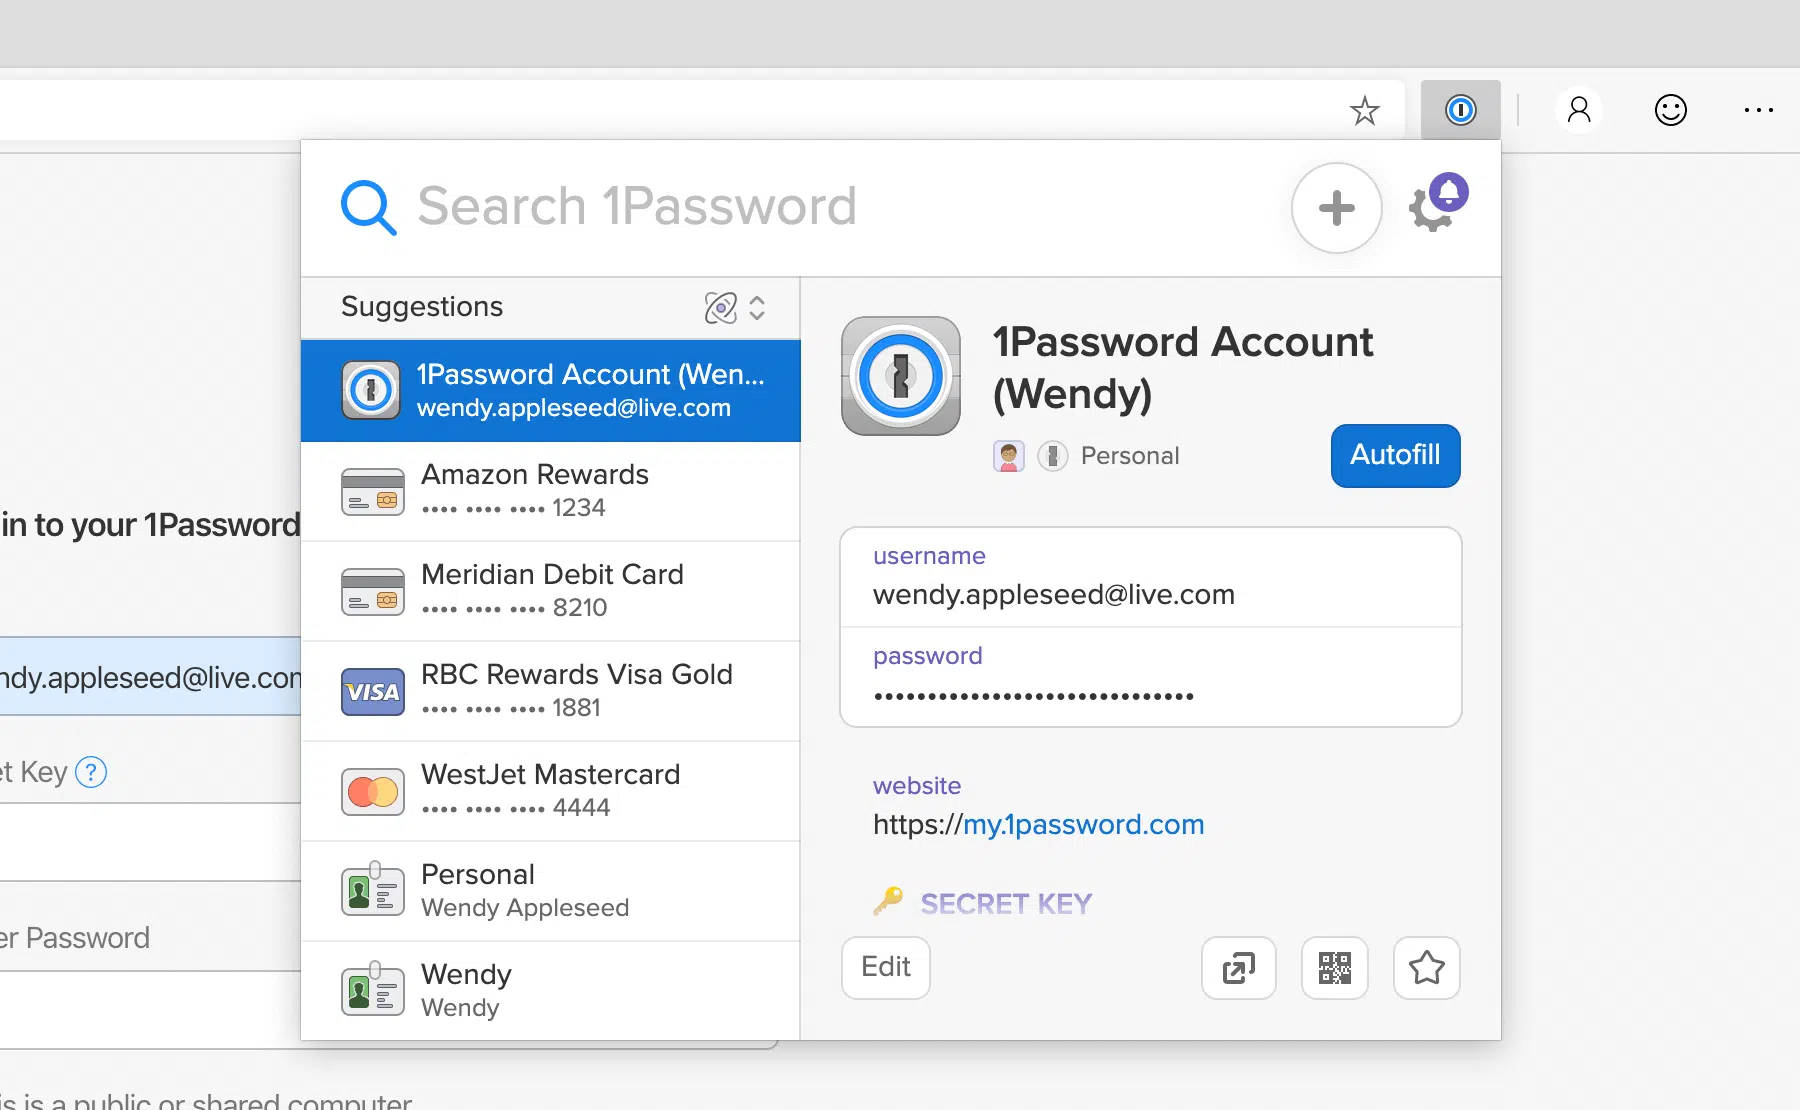 Search 1Password
Suggestions
1Password Account (Wen...
wendy.appleseed@live.com
Amazon Rewards
•••• •••• •••• 1234
Meridian Debit Card
•••• •••• •••• 8210
RBC Rewards Visa Gold
VISA
•••• •••• •••• 1881
WestJet Mastercard
•••• •••• •••• 4444
Personal
Wendy Appleseed
Wendy
Wendy
1Password Account
(Wendy)
Personal
Autofill
username
wendy.appleseed@live.com
password
••••••••••••••••••••••••••••••
website
https://my.1password.com
SECRET KEY
Edit
in to your 1Password
ndy.appleseed@live.com
et Key ?
er Password
is is a public or shared computer